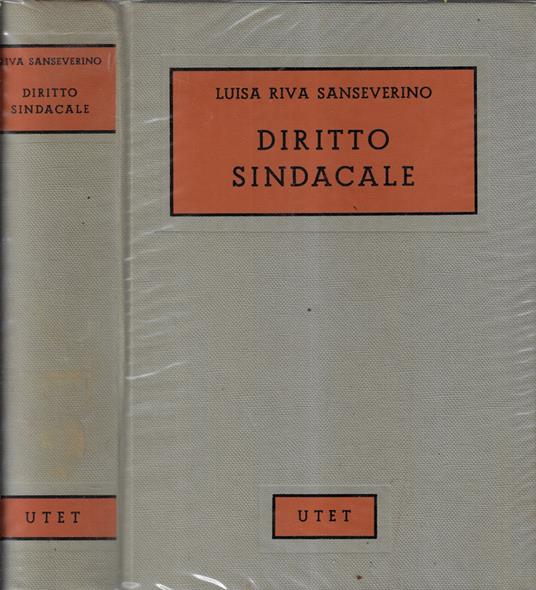 RIVA SANSEVERINO
DIRITTO
SINDACALE
UTET
LUISA RIVA SANSEVERINO
DIRITTO
SINDACALE
UTET